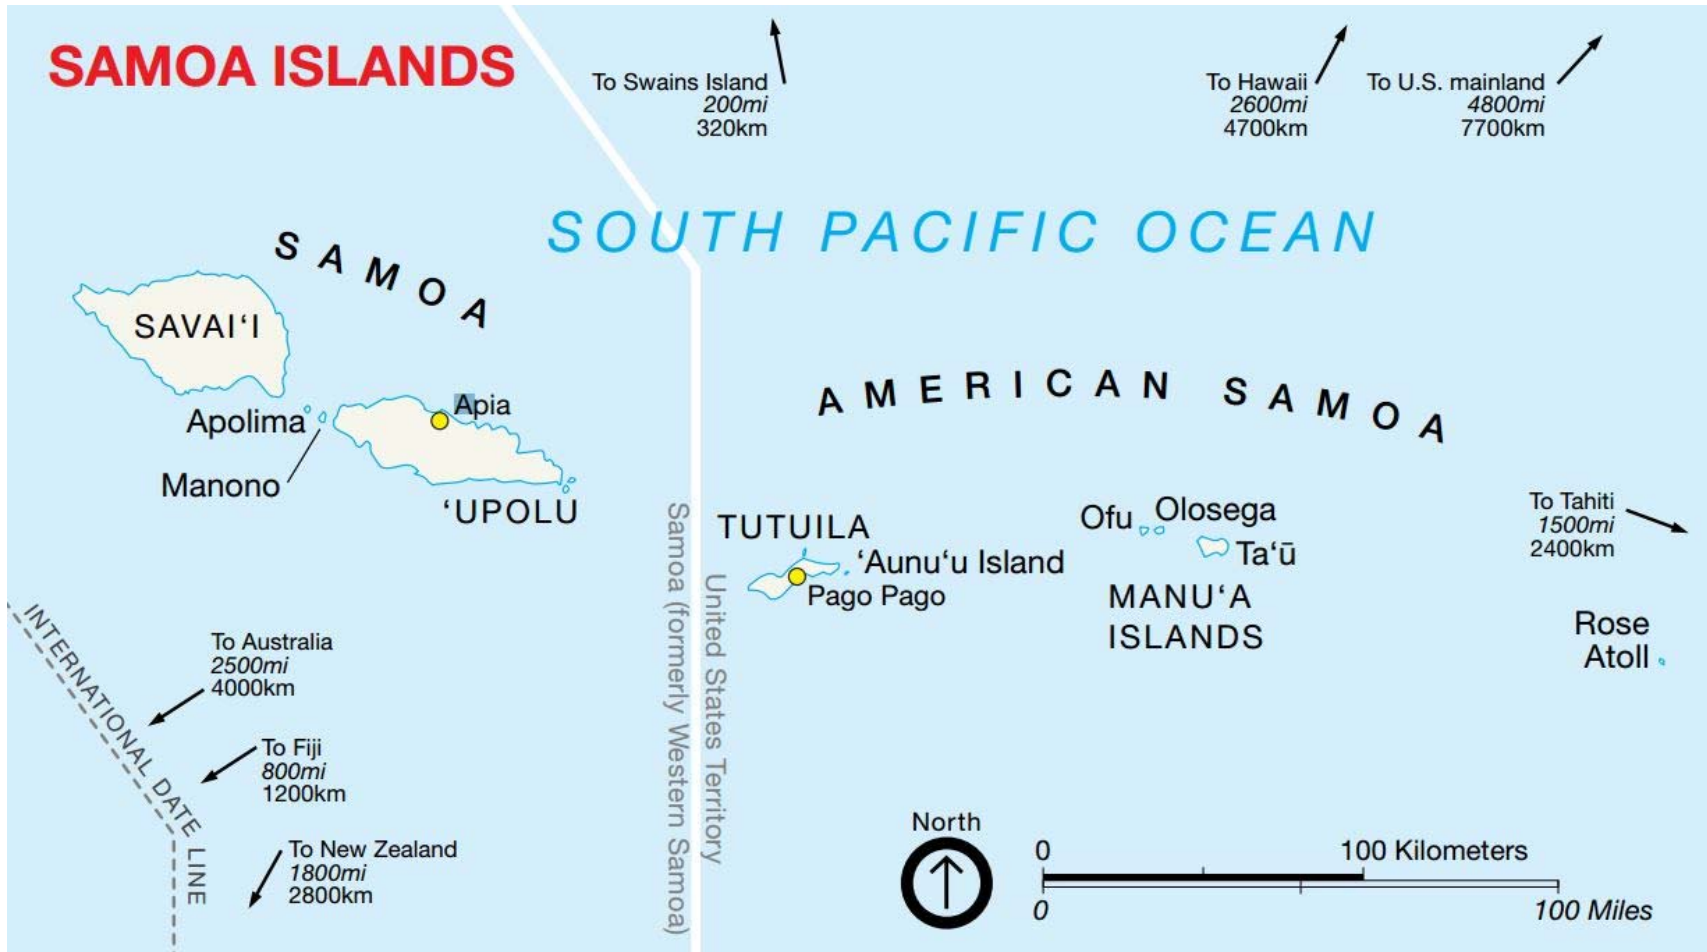 SAMOA ISLANDS
To Swains Island
200mi
320km
To Hawaii
2600mi
4700km
To U.S. mainland
4800mi
7700km
SOUTH PACIFIC OCEAN
SAMOA
SAVAI‘I
Apia
Apolima
Manono
‘UPOLU
AMERICAN SAMOA
TUTUILA
‘Aunu‘u Island
Pago Pago
Ofu
Olosega
Ta‘ū
MANU‘A
ISLANDS
To Tahiti
1500mi
2400km
Rose
Atoll
Samoa (formerly Western Samoa)
United States Territory
INTERNATIONAL DATE LINE
To Australia
2500mi
4000km
To Fiji
800mi
1200km
To New Zealand
1800mi
2800km
North
0 100 Kilometers
0 100 Miles